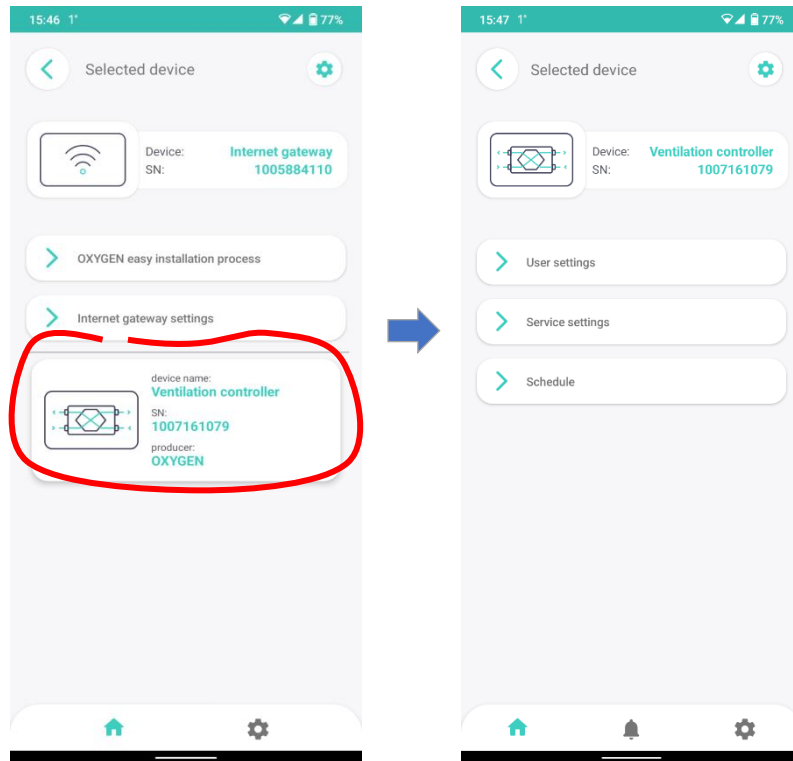 15:46 1°
77%
Selected device
Device: Internet gateway
SN: 1005884110
OXYGEN easy installation process
Internet gateway settings
device name:
Ventilation controller
SN:
1007161079
producer:
OXYGEN
15:47 1°
77%
Selected device
Device: Ventilation controller
SN: 1007161079
User settings
Service settings
Schedule